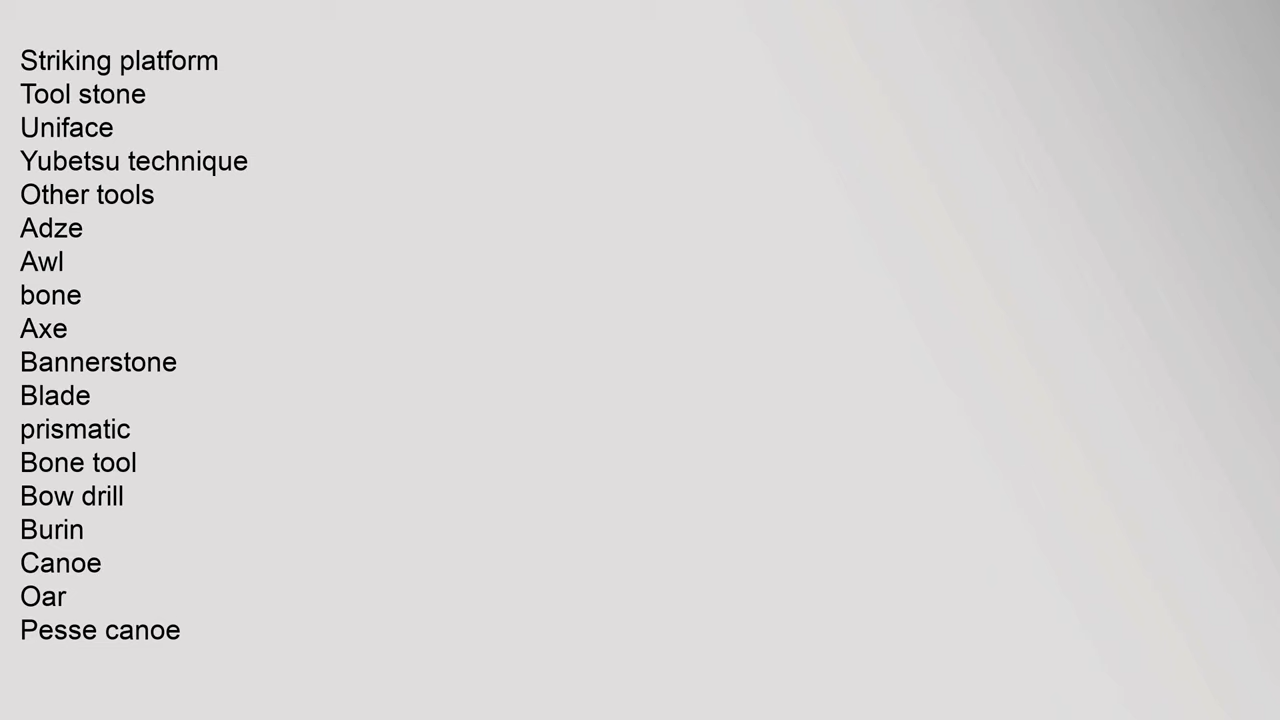 Striking platform
Tool stone
Uniface
Yubetsu technique
Other tools
Adze
Awl
bone
Axe
Bannerstone
Blade
prismatic
Bone tool
Bow drill
Burin
Canoe
Oar
Pesse canoe